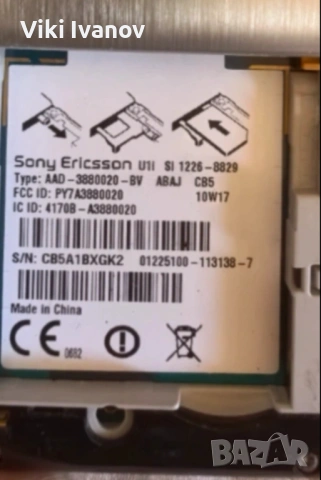 Viki Ivanov
Sony Ericsson U1i SI 1226-8829
Type: AAD-3880020-BV ABAJ CB5
FCC ID: PY7A3880020 10W17
IC ID: 4170B-A3880020
S/N: CB5A1BXGK2 01225100-113138-7
Made in China
CE 0682
BAZAR